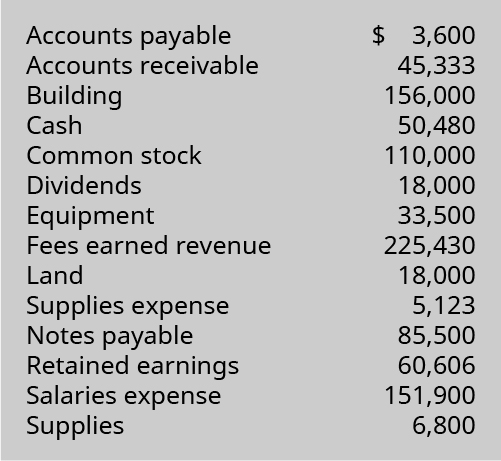 Accounts payable $ 3,600
Accounts receivable 45,333
Building 156,000
Cash 50,480
Common stock 110,000
Dividends 18,000
Equipment 33,500
Fees earned revenue 225,430
Land 18,000
Supplies expense 5,123
Notes payable 85,500
Retained earnings 60,606
Salaries expense 151,900
Supplies 6,800